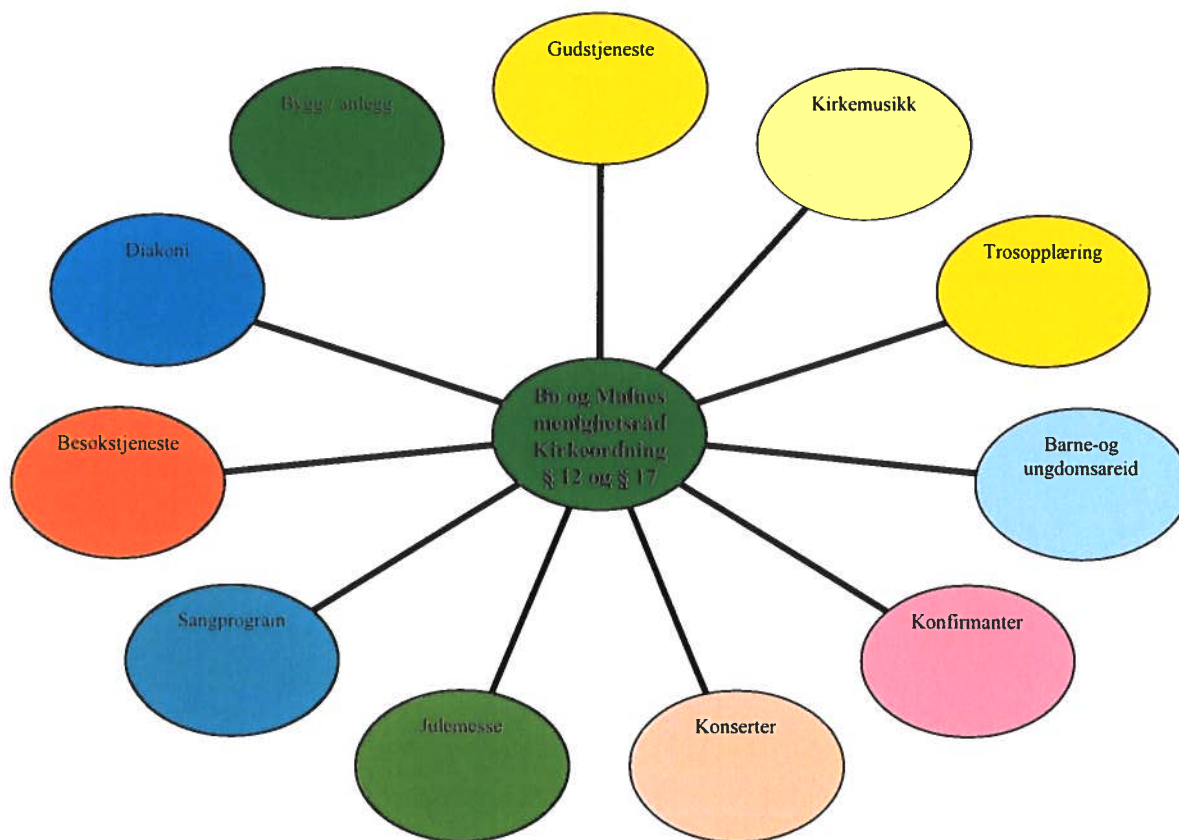 Gudstjeneste
Kirkemusikk
Bygg / anlegg
Trosopplæring
Diakoni
Bø og Malnes
menighetsråd
Kirkeordning
§ 12 og § 17
Barne-og
ungdomsareid
Besøkstjeneste
Konfirmanter
Sangprogram
Julemesse
Konserter